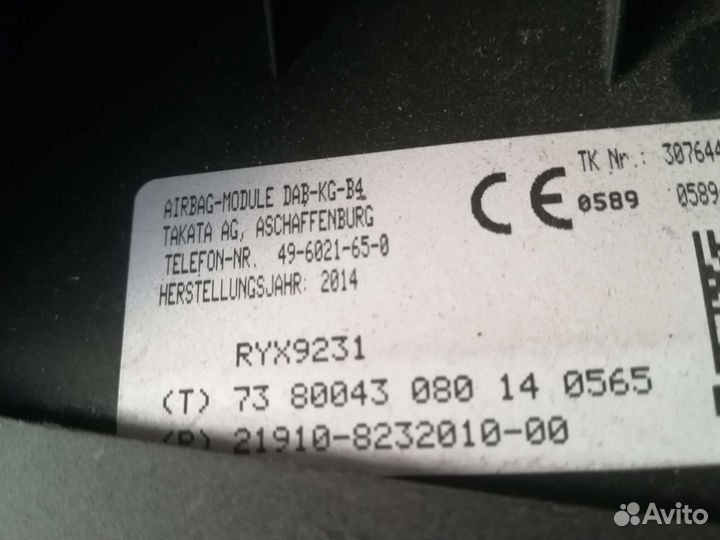 AIRBAG-MODULE DAB-KG-B4
TAKATA AG, ASCHAFFENBURG
TELEFON-NR. 49-6021-65-0
HERSTELLUNGSJAHR: 2014
CE 0589
TK Nr.: 307644
0589
RYX9231
(T) 73 80043 080 14 0565
(P) 21910-8232010-00
Avito